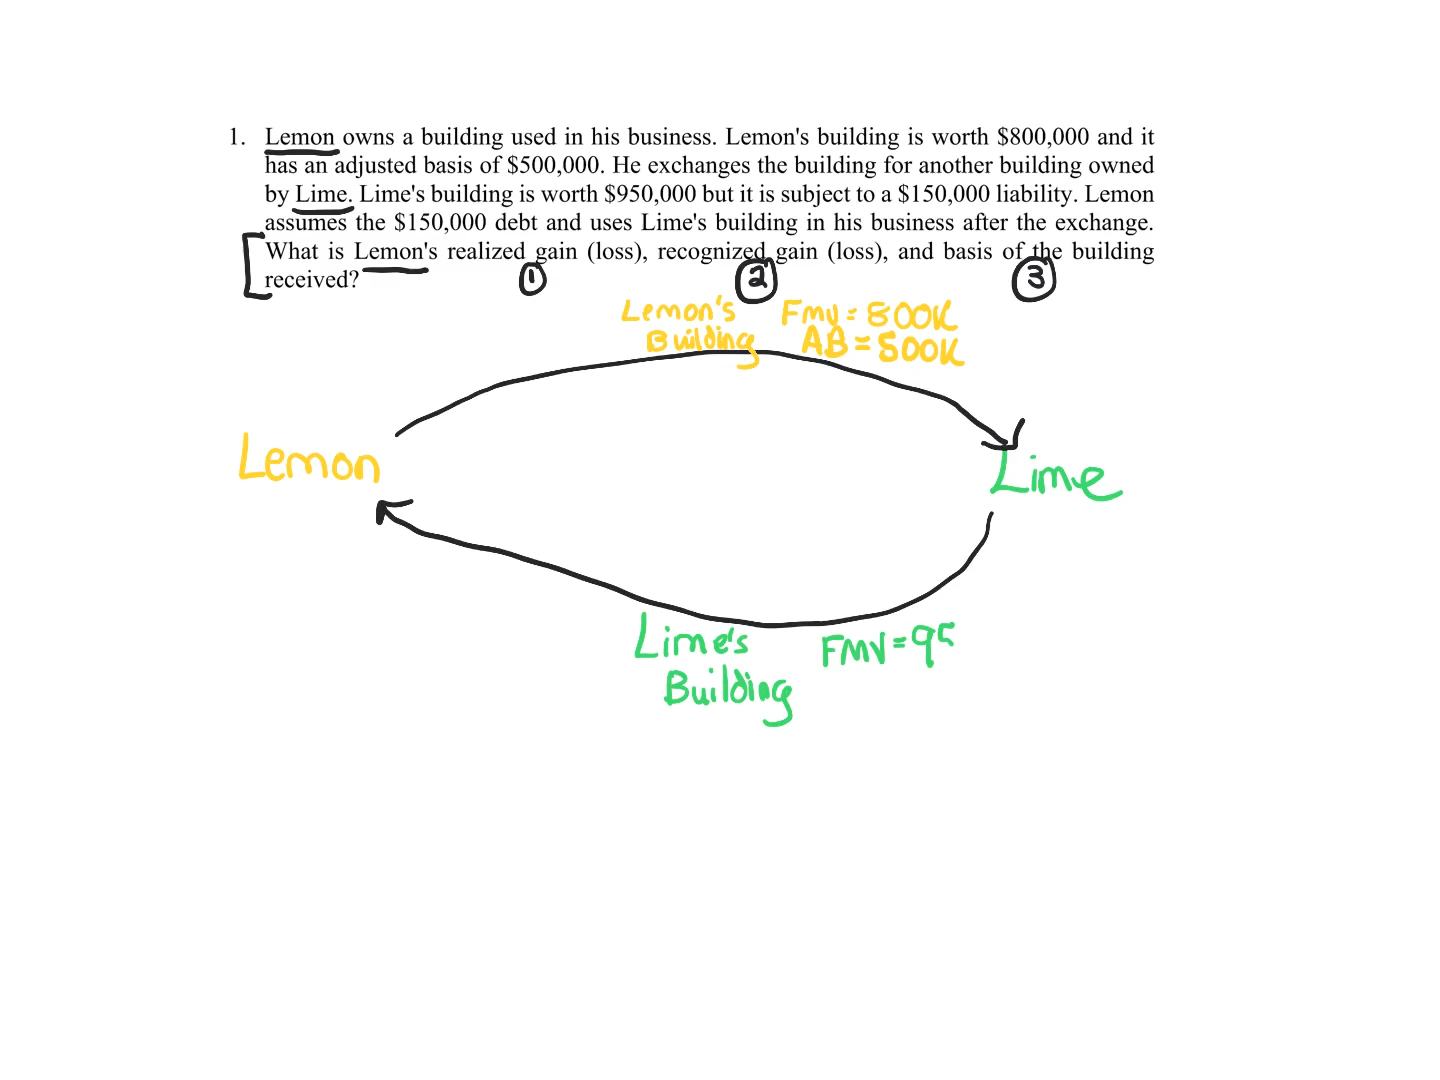 1. Lemon owns a building used in his business. Lemon's building is worth $800,000 and it
has an adjusted basis of $500,000. He exchanges the building for another building owned
by Lime. Lime's building is worth $950,000 but it is subject to a $150,000 liability. Lemon
assumes the $150,000 debt and uses Lime's building in his business after the exchange.
What is Lemon's realized gain (loss), recognized gain (loss), and basis of the building
received?
1 2 3
Lemon's Fmv = 800K
Building AB = 500K
Lemon
Lime
Lime's FMV = 95
Building